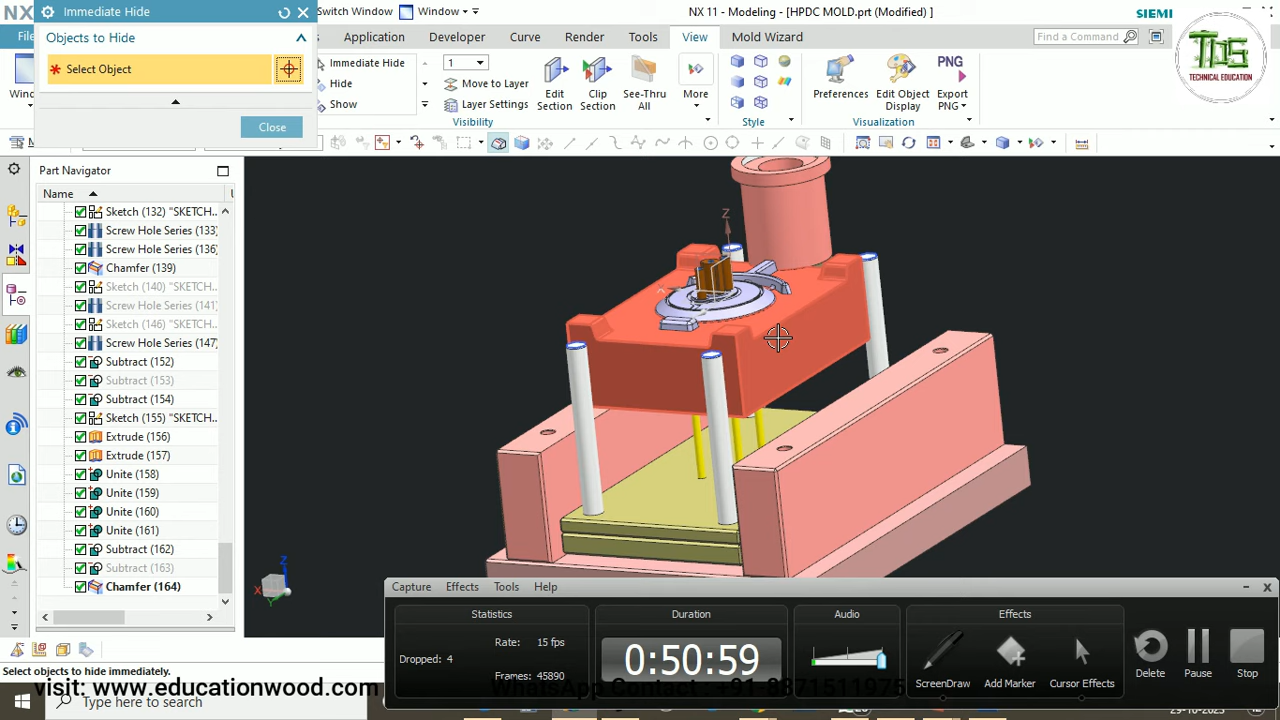 NX
Immediate Hide
Switch Window
Window
NX 11 - Modeling - [HPDC MOLD.prt (Modified) ]
SIEM
Objects to Hide
Select Object
Close
Application
Developer
Curve
Render
Tools
View
Mold Wizard
Find a Command
Immediate Hide
Hide
Show
1
Move to Layer
Layer Settings
Edit Section
Clip Section
See-Thru All
More
Preferences
Edit Object Display
Export PNG
PNG
Visibility
Style
Visualization
TECHNICAL EDUCATION
Part Navigator
Name
Sketch (132) "SKETCH...
Screw Hole Series (133)
Screw Hole Series (136)
Chamfer (139)
Sketch (140) "SKETCH...
Screw Hole Series (141)
Sketch (146) "SKETCH...
Screw Hole Series (147)
Subtract (152)
Subtract (153)
Subtract (154)
Sketch (155) "SKETCH...
Extrude (156)
Extrude (157)
Unite (158)
Unite (159)
Unite (160)
Unite (161)
Subtract (162)
Subtract (163)
Chamfer (164)
Z
Z
X
Y
Capture
Effects
Tools
Help
Statistics
Duration
Audio
Effects
Rate: 15 fps
Dropped: 4
Frames: 45890
0:50:59
ScreenDraw
Add Marker
Cursor Effects
Delete
Pause
Stop
Select objects to hide immediately.
visit: www.educationwood.com
WhatsApp Contact : +91-8871511975
Type here to search